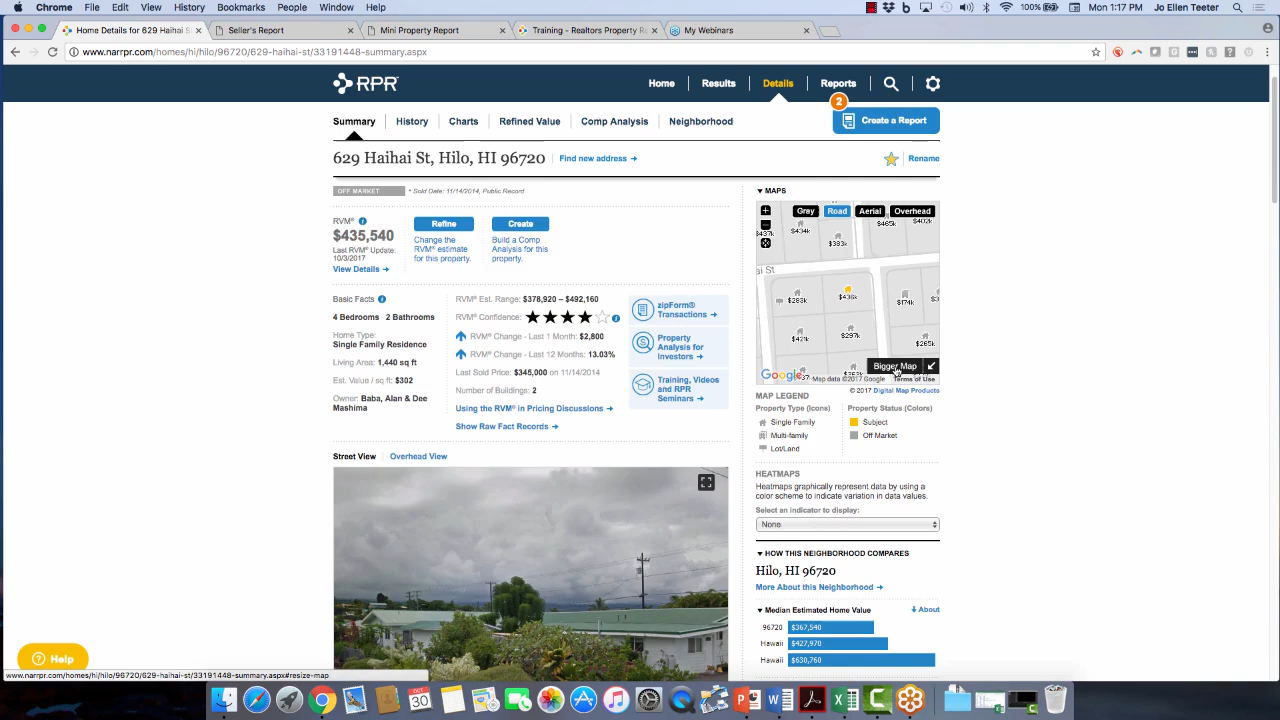 Chrome File Edit View History Bookmarks People Window Help
100% Mon 1:17 PM Jo Ellen Teeter
Home Details for 629 Haihai S
Seller's Report
Mini Property Report
Training - Realtors Property R
My Webinars
www.narrpr.com/homes/hi/hilo/96720/629-haihai-st/33191448-summary.aspx
RPR
Home Results Details Reports
2
Summary History Charts Refined Value Comp Analysis Neighborhood
Create a Report
629 Haihai St, Hilo, HI 96720
Find new address
Rename
OFF MARKET * Sold Date: 11/14/2014, Public Record
RVM®
$435,540
Last RVM® Update:
10/3/2017
View Details
Refine
Change the
RVM® estimate
for this property.
Create
Build a Comp
Analysis for this
property.
Basic Facts
4 Bedrooms 2 Bathrooms
Home Type:
Single Family Residence
Living Area: 1,440 sq ft
Est. Value / sq ft: $302
Owner: Baba, Alan & Dee
Mashima
RVM® Est. Range: $378,920 – $492,160
RVM® Confidence:
RVM® Change - Last 1 Month: $2,800
RVM® Change - Last 12 Months: 13.03%
Last Sold Price: $345,000 on 11/14/2014
Number of Buildings: 2
Using the RVM® in Pricing Discussions
Show Raw Fact Records
zipForm®
Transactions
Property
Analysis for
Investors
Training, Videos
and RPR
Seminars
Street View Overhead View
MAPS
Gray Road Aerial Overhead
$437k
$434k
$383k
$465k
$402k
ai St
$283k
$436k
$174k
$421k
$297k
$265k
Bigger Map
Google
Map data ©2017 Google Terms of Use
© 2017 Digital Map Products
MAP LEGEND
Property Type (Icons)
Single Family
Multi-family
Lot/Land
Property Status (Colors)
Subject
Off Market
HEATMAPS
Heatmaps graphically represent data by using a
color scheme to indicate variation in data values.
Select an indicator to display:
None
HOW THIS NEIGHBORHOOD COMPARES
Hilo, HI 96720
More About this Neighborhood
Median Estimated Home Value
About
96720 $367,540
Hawaii $427,970
Hawaii $630,760
Help
www.narrpr.com/homes/hi/hilo/96720/629-haihai-st/33191448-summary.aspx#resize-map
OCT
30